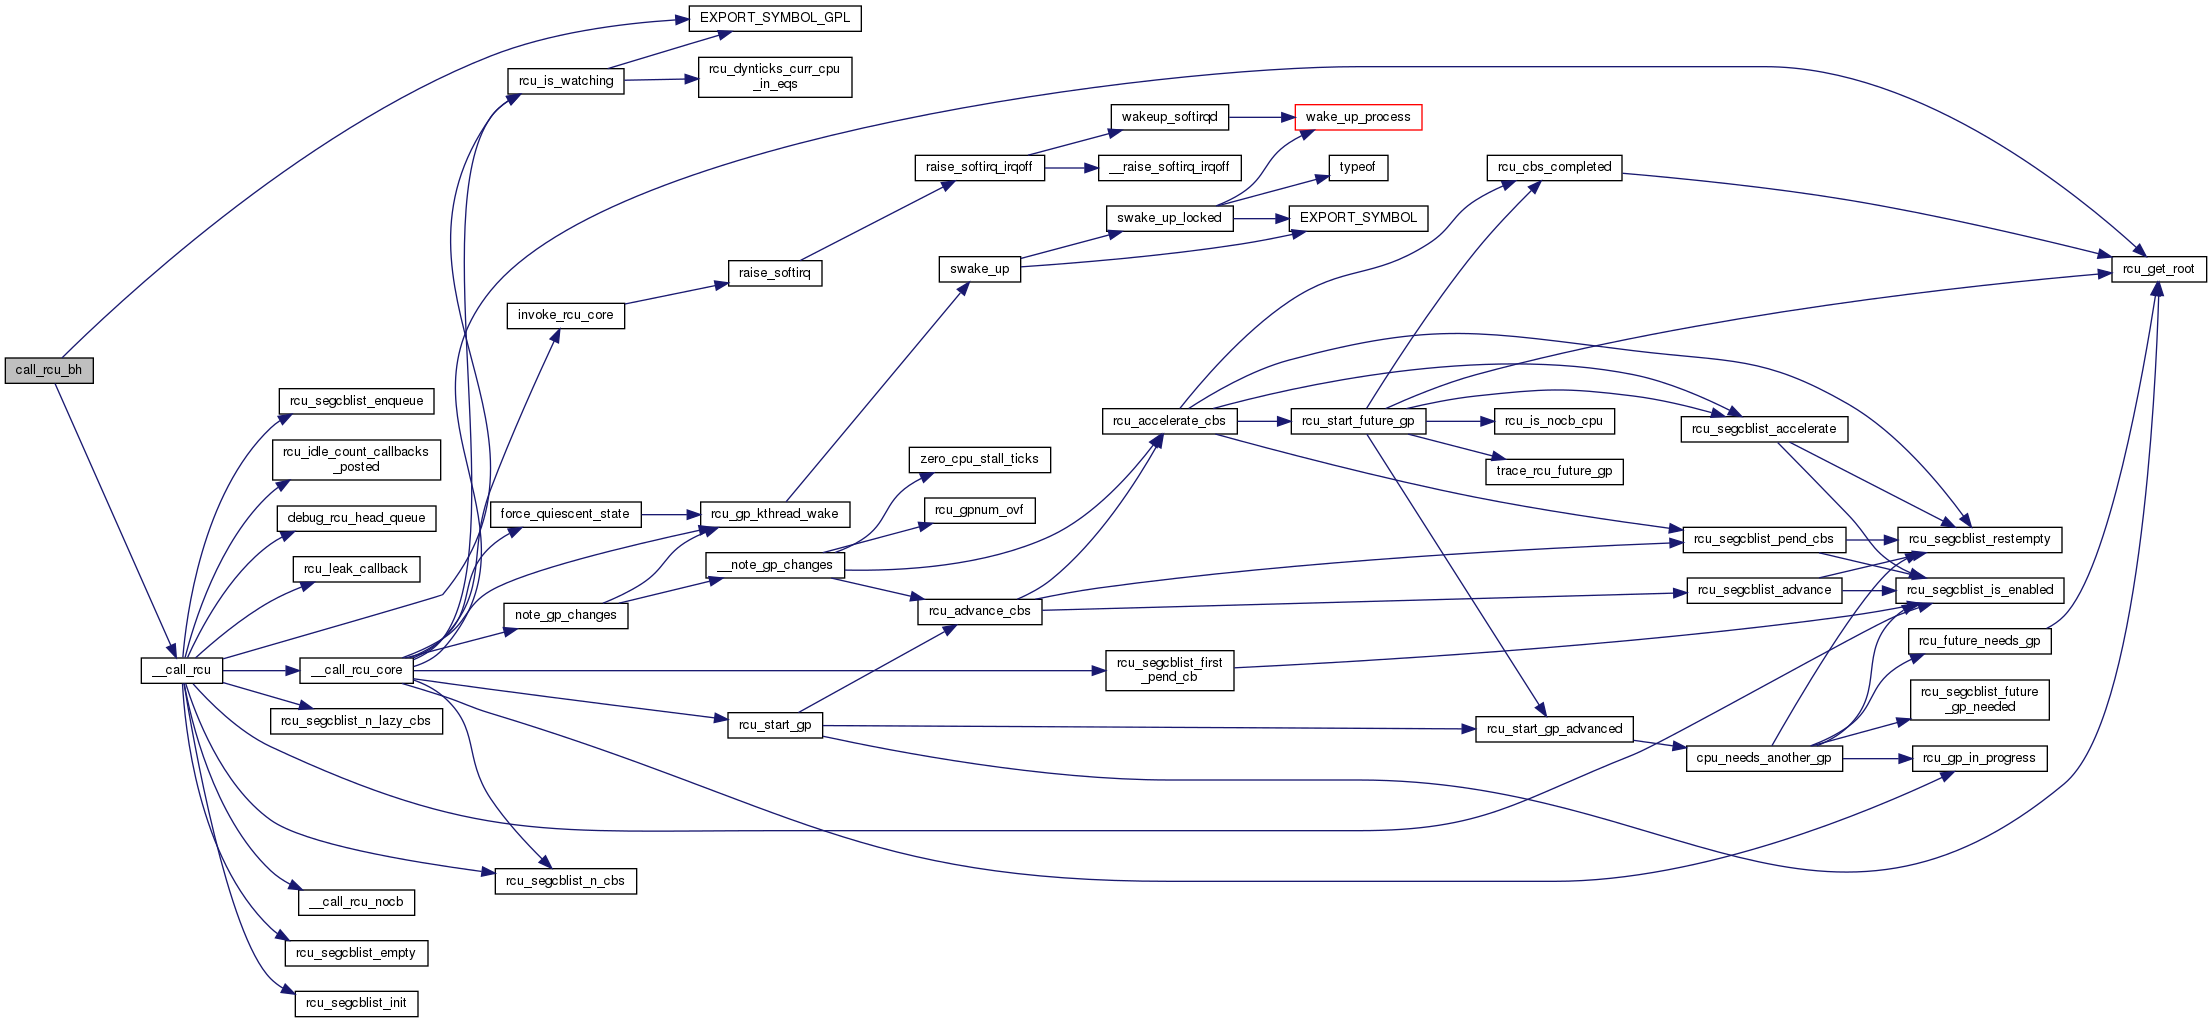 EXPORT_SYMBOL_GPL
rcu_is_watching
rcu_dynticks_curr_cpu
_in_eqs
wakeup_softirqd
wake_up_process
raise_softirq_irqoff
__raise_softirq_irqoff
typeof
rcu_cbs_completed
swake_up_locked
EXPORT_SYMBOL
raise_softirq
swake_up
rcu_get_root
invoke_rcu_core
call_rcu_bh
rcu_segcblist_enqueue
rcu_accelerate_cbs
rcu_start_future_gp
rcu_is_nocb_cpu
rcu_segcblist_accelerate
rcu_idle_count_callbacks
_posted
zero_cpu_stall_ticks
trace_rcu_future_gp
debug_rcu_head_queue
force_quiescent_state
rcu_gp_kthread_wake
rcu_gpnum_ovf
rcu_segcblist_pend_cbs
rcu_segcblist_restempty
rcu_leak_callback
__note_gp_changes
rcu_segcblist_advance
rcu_segcblist_is_enabled
note_gp_changes
rcu_advance_cbs
rcu_future_needs_gp
__call_rcu
__call_rcu_core
rcu_segcblist_first
_pend_cb
rcu_segcblist_future
_gp_needed
rcu_segcblist_n_lazy_cbs
rcu_start_gp
rcu_start_gp_advanced
cpu_needs_another_gp
rcu_gp_in_progress
rcu_segcblist_n_cbs
__call_rcu_nocb
rcu_segcblist_empty
rcu_segcblist_init